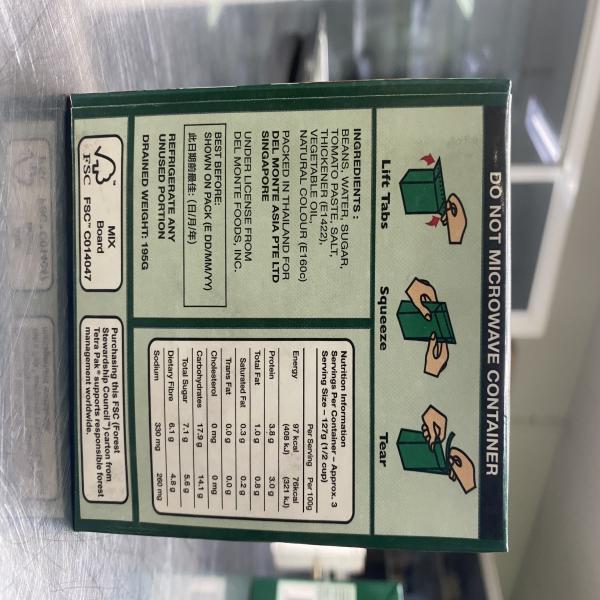 DO NOT MICROWAVE CONTAINER
Lift Tabs
Squeeze
Tear
INGREDIENTS :
BEANS, WATER, SUGAR,
TOMATO PASTE, SALT,
THICKENER (E1422),
VEGETABLE OIL,
NATURAL COLOUR (E160c)
PACKED IN THAILAND FOR
DEL MONTE ASIA PTE LTD
SINGAPORE
UNDER LICENSE FROM
DEL MONTE FOODS, INC.
BEST BEFORE:
SHOWN ON PACK (E DD/MM/YY)
此日期前最佳: (日/月/年)
REFRIGERATE ANY
UNUSED PORTION
DRAINED WEIGHT: 195G
Nutrition Information
Servings Per Container – Approx. 3
Serving Size – 127g (1/2 cup)
Per Serving Per 100g
Energy 97 kcal 76kcal
(408 kJ) (321 kJ)
Protein 3.8 g 3.0 g
Total Fat 1.0 g 0.8 g
Saturated Fat 0.3 g 0.2 g
Trans Fat 0.0 g 0.0 g
Cholesterol 0 mg 0 mg
Carbohydrates 17.9 g 14.1 g
Total Sugar 7.1 g 5.6 g
Dietary Fibre 6.1 g 4.8 g
Sodium 330 mg 260 mg
FSC™
MIX
Board
FSC™ C014047
Purchasing this FSC (Forest
Stewardship Council™) carton from
Tetra Pak® supports responsible forest
management worldwide.